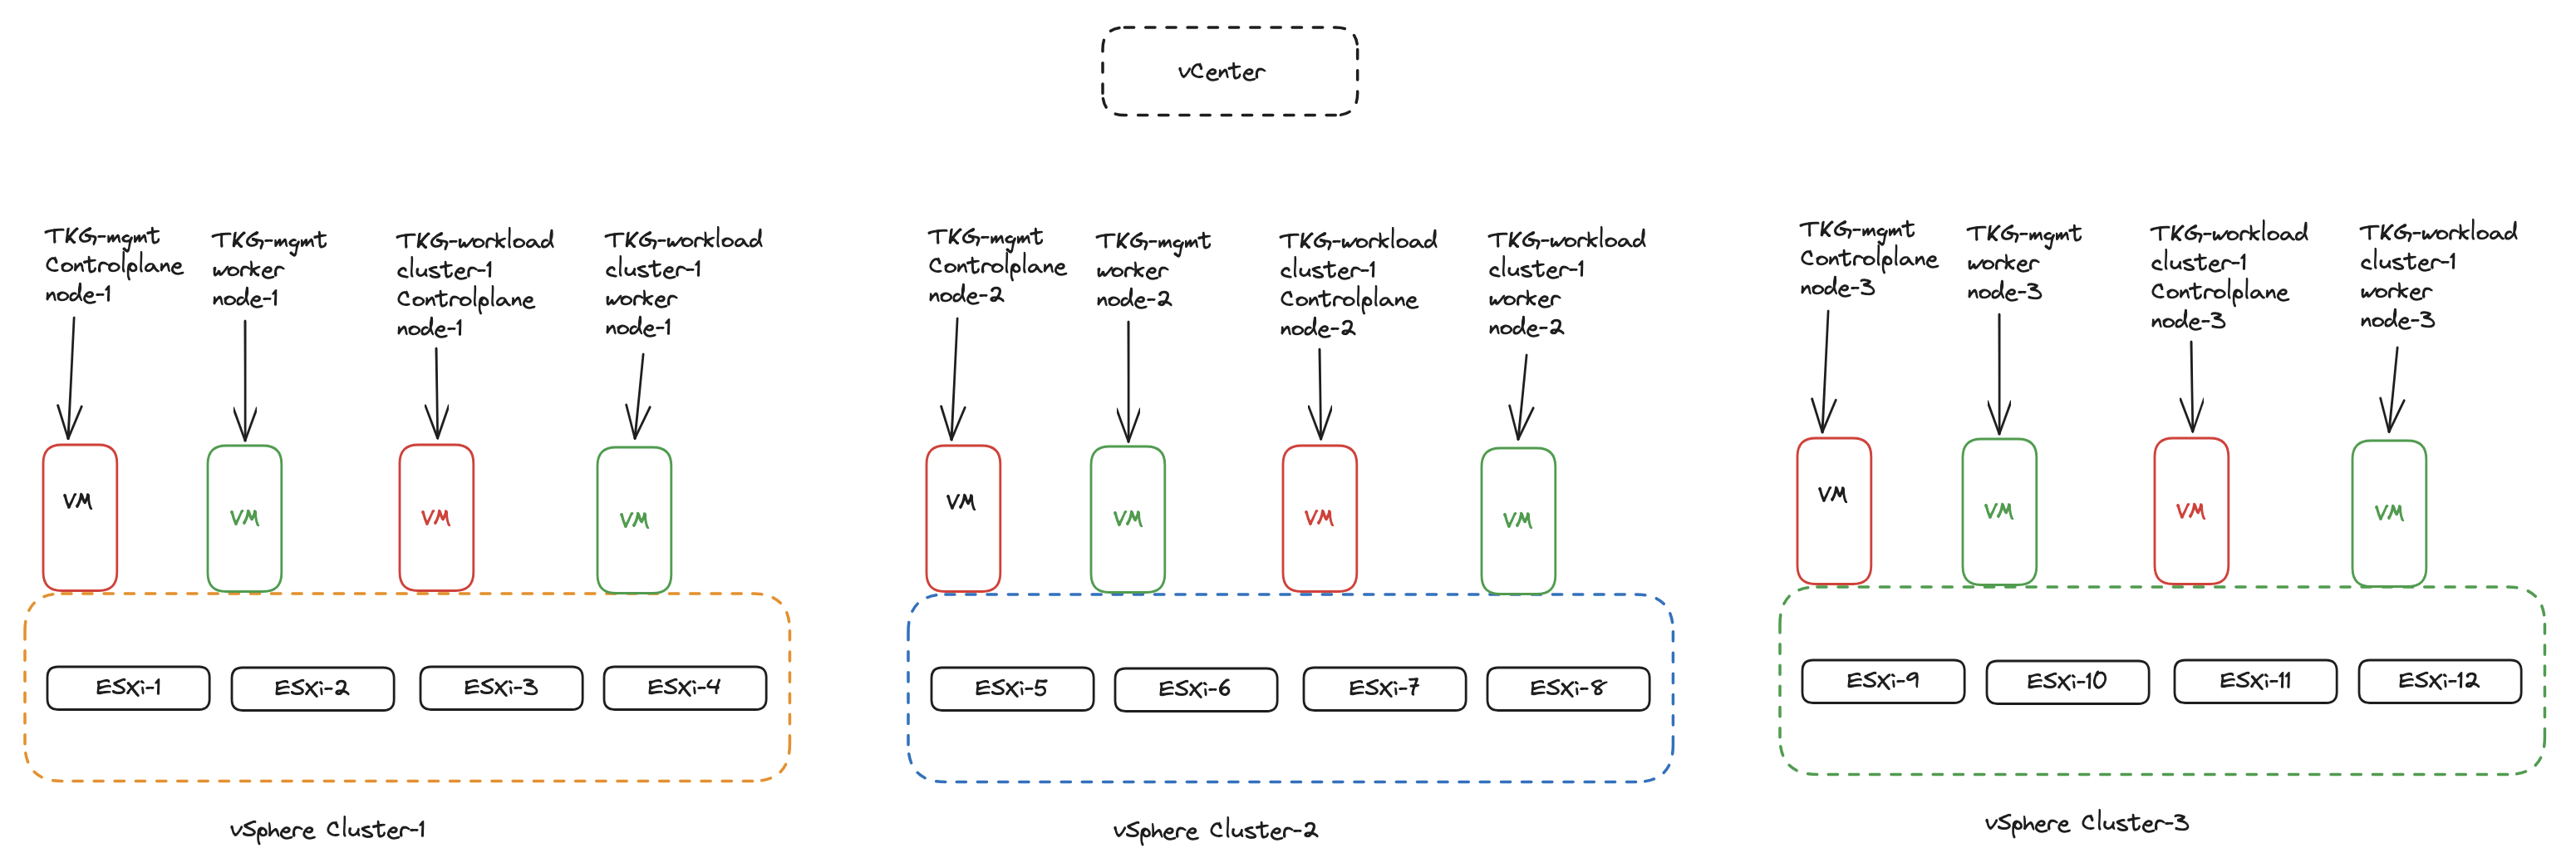 vCenter
TKG-mgmt
Controlplane
node-1
TKG-mgmt
worker
node-1
TKG-workload
cluster-1
Controlplane
node-1
TKG-workload
cluster-1
worker
node-1
TKG-mgmt
Controlplane
node-2
TKG-mgmt
worker
node-2
TKG-workload
cluster-1
Controlplane
node-2
TKG-workload
cluster-1
worker
node-2
TKG-mgmt
Controlplane
node-3
TKG-mgmt
worker
node-3
TKG-workload
cluster-1
Controlplane
node-3
TKG-workload
cluster-1
worker
node-3
VM
VM
VM
VM
VM
VM
VM
VM
VM
VM
VM
VM
ESXi-1
ESXi-2
ESXi-3
ESXi-4
ESXi-5
ESXi-6
ESXi-7
ESXi-8
ESXi-9
ESXi-10
ESXi-11
ESXi-12
vSphere Cluster-1
vSphere Cluster-2
vSphere Cluster-3